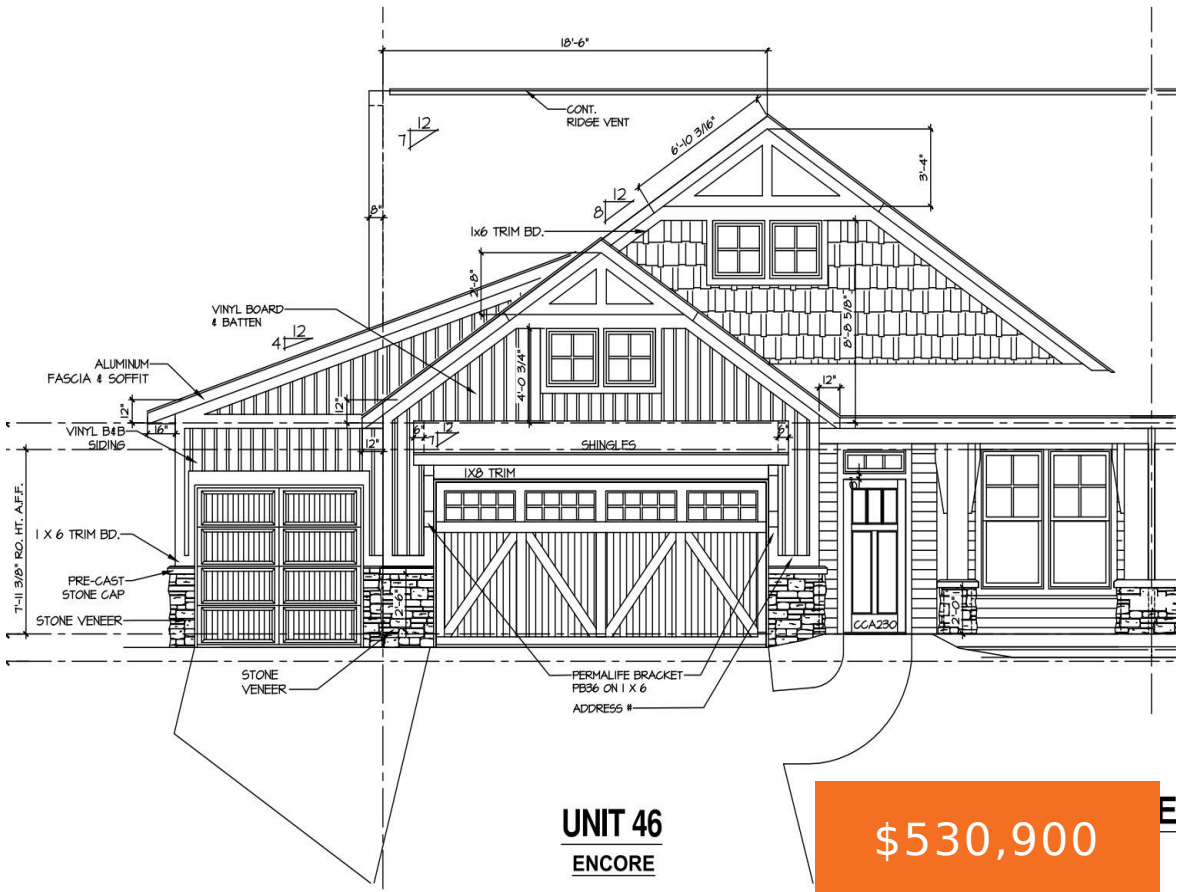 18'-6"
CONT.
RIDGE VENT
12
7
6'-10 3/16"
3'-4"
8"
12
8
1x6 TRIM BD.
2'-8"
VINYL BOARD
& BATTEN
12
4
8'-8 5/8"
4'-0 3/4"
ALUMINUM
FASCIA & SOFFIT
12"
12"
12"
16"
VINYL B&B
SIDING
12"
6"
12
7
6"
SHINGLES
1X8 TRIM
8"
7'-11 3/8" RO. HT. A.F.F.
1 X 6 TRIM BD.
PRE-CAST
STONE CAP
STONE VENEER
2'-6"
2'-0"
CCA230
STONE
VENEER
PERMALIFE BRACKET
PB36 ON 1 X 6
ADDRESS #
UNIT 46
ENCORE
E
$530,900